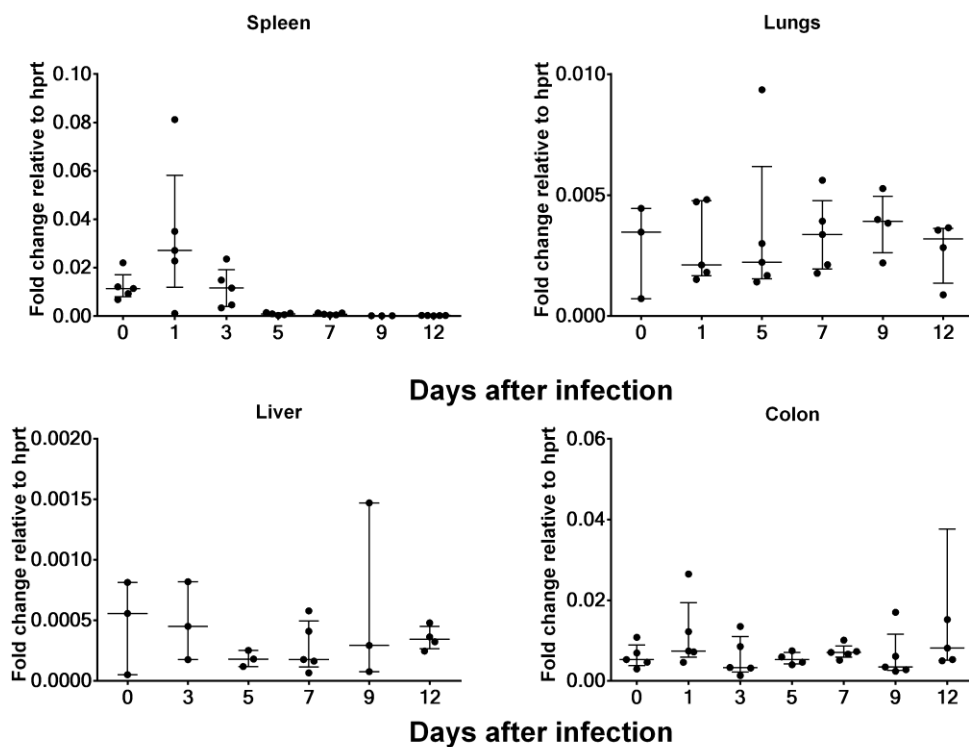 Spleen
Fold change relative to hprt
0.10
0.08
0.06
0.04
0.02
0.00
0 1 3 5 7 9 12
Lungs
Fold change relative to hprt
0.010
0.005
0.000
0 1 5 7 9 12
Days after infection
Liver
Fold change relative to hprt
0.0020
0.0015
0.0010
0.0005
0.0000
0 3 5 7 9 12
Colon
Fold change relative to hprt
0.06
0.04
0.02
0.00
0 1 3 5 7 9 12
Days after infection